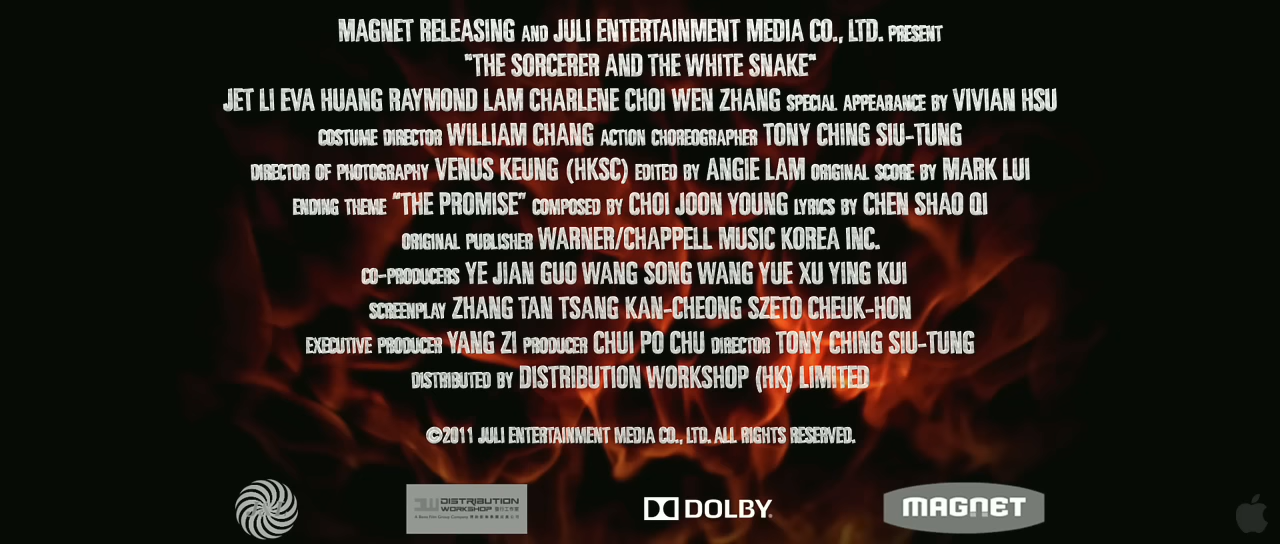 MAGNET RELEASING AND JULI ENTERTAINMENT MEDIA CO., LTD. PRESENT
"THE SORCERER AND THE WHITE SNAKE"
JET LI EVA HUANG RAYMOND LAM CHARLENE CHOI WEN ZHANG SPECIAL APPEARANCE BY VIVIAN HSU
COSTUME DIRECTOR WILLIAM CHANG ACTION CHOREOGRAPHER TONY CHING SIU-TUNG
DIRECTOR OF PHOTOGRAPHY VENUS KEUNG (HKSC) EDITED BY ANGIE LAM ORIGINAL SCORE BY MARK LUI
ENDING THEME "THE PROMISE" COMPOSED BY CHOI JOON YOUNG LYRICS BY CHEN SHAO QI
ORIGINAL PUBLISHER WARNER/CHAPPELL MUSIC KOREA INC.
CO-PRODUCERS YE JIAN GUO WANG SONG WANG YUE XU YING KUI
SCREENPLAY ZHANG TAN TSANG KAN-CHEONG SZETO CHEUK-HON
EXECUTIVE PRODUCER YANG ZI PRODUCER CHUI PO CHU DIRECTOR TONY CHING SIU-TUNG
DISTRIBUTED BY DISTRIBUTION WORKSHOP (HK) LIMITED
©2011 JULI ENTERTAINMENT MEDIA CO., LTD. ALL RIGHTS RESERVED.
DISTRIBUTION
WORKSHOP
DOLBY®
MAGNET